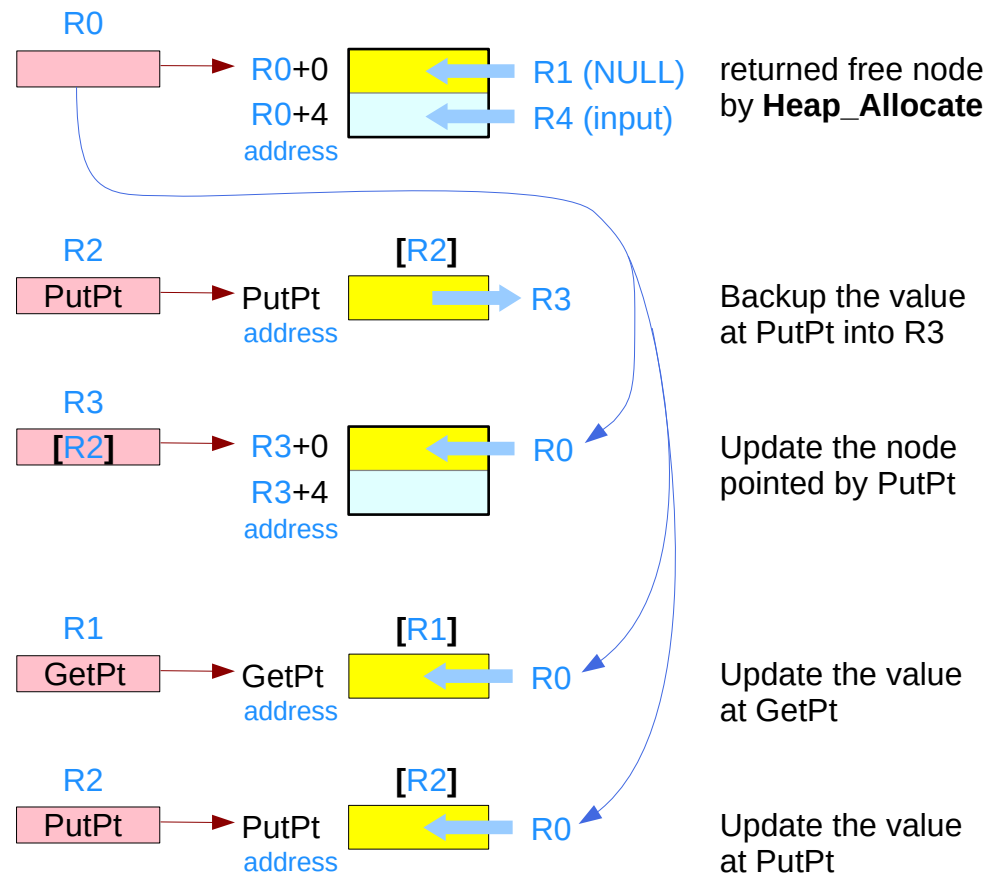 R0
R0+0
R1 (NULL)
returned free node
R0+4
R4 (input)
by Heap_Allocate
address
R2
[R2]
PutPt
PutPt
R3
Backup the value
address
at PutPt into R3
R3
[R2]
R3+0
R0
Update the node
R3+4
pointed by PutPt
address
R1
[R1]
GetPt
GetPt
R0
Update the value
address
at GetPt
R2
[R2]
PutPt
PutPt
R0
Update the value
address
at PutPt